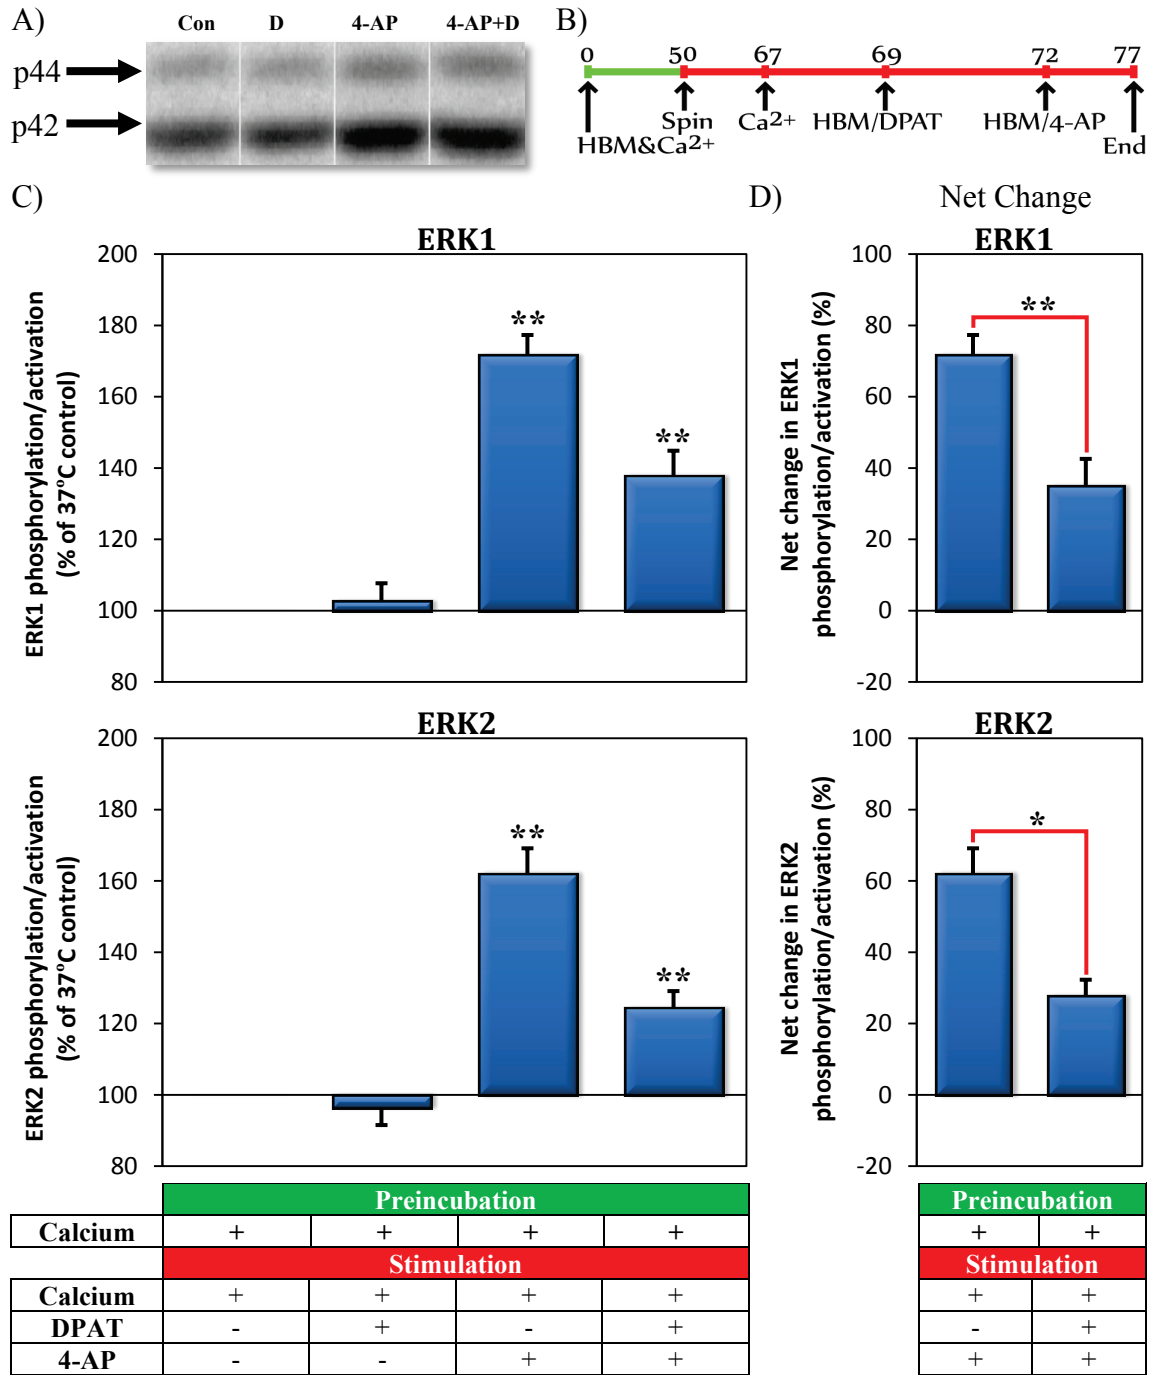 A)
Con D 4-AP 4-AP+D
p44
p42
B)
0 50 67 69 72 77
Spin Ca2+ HBM/DPAT HBM/4-AP
HBM&Ca2+ End
C)
ERK1
ERK1 phosphorylation/activation
(% of 37°C control)
200
180
160
140
120
100
80
**
**
D) Net Change
ERK1
Net change in ERK1
phosphorylation/activation (%)
100
80
60
40
20
0
-20
**
ERK2
ERK2 phosphorylation/activation
(% of 37°C control)
200
180
160
140
120
100
80
**
**
ERK2
Net change in ERK2
phosphorylation/activation (%)
100
80
60
40
20
0
-20
*
Preincubation
Calcium + + + +
Stimulation
Calcium + + + +
DPAT - + - +
4-AP - - + +
Preincubation
+ +
Stimulation
+ +
- +
+ +